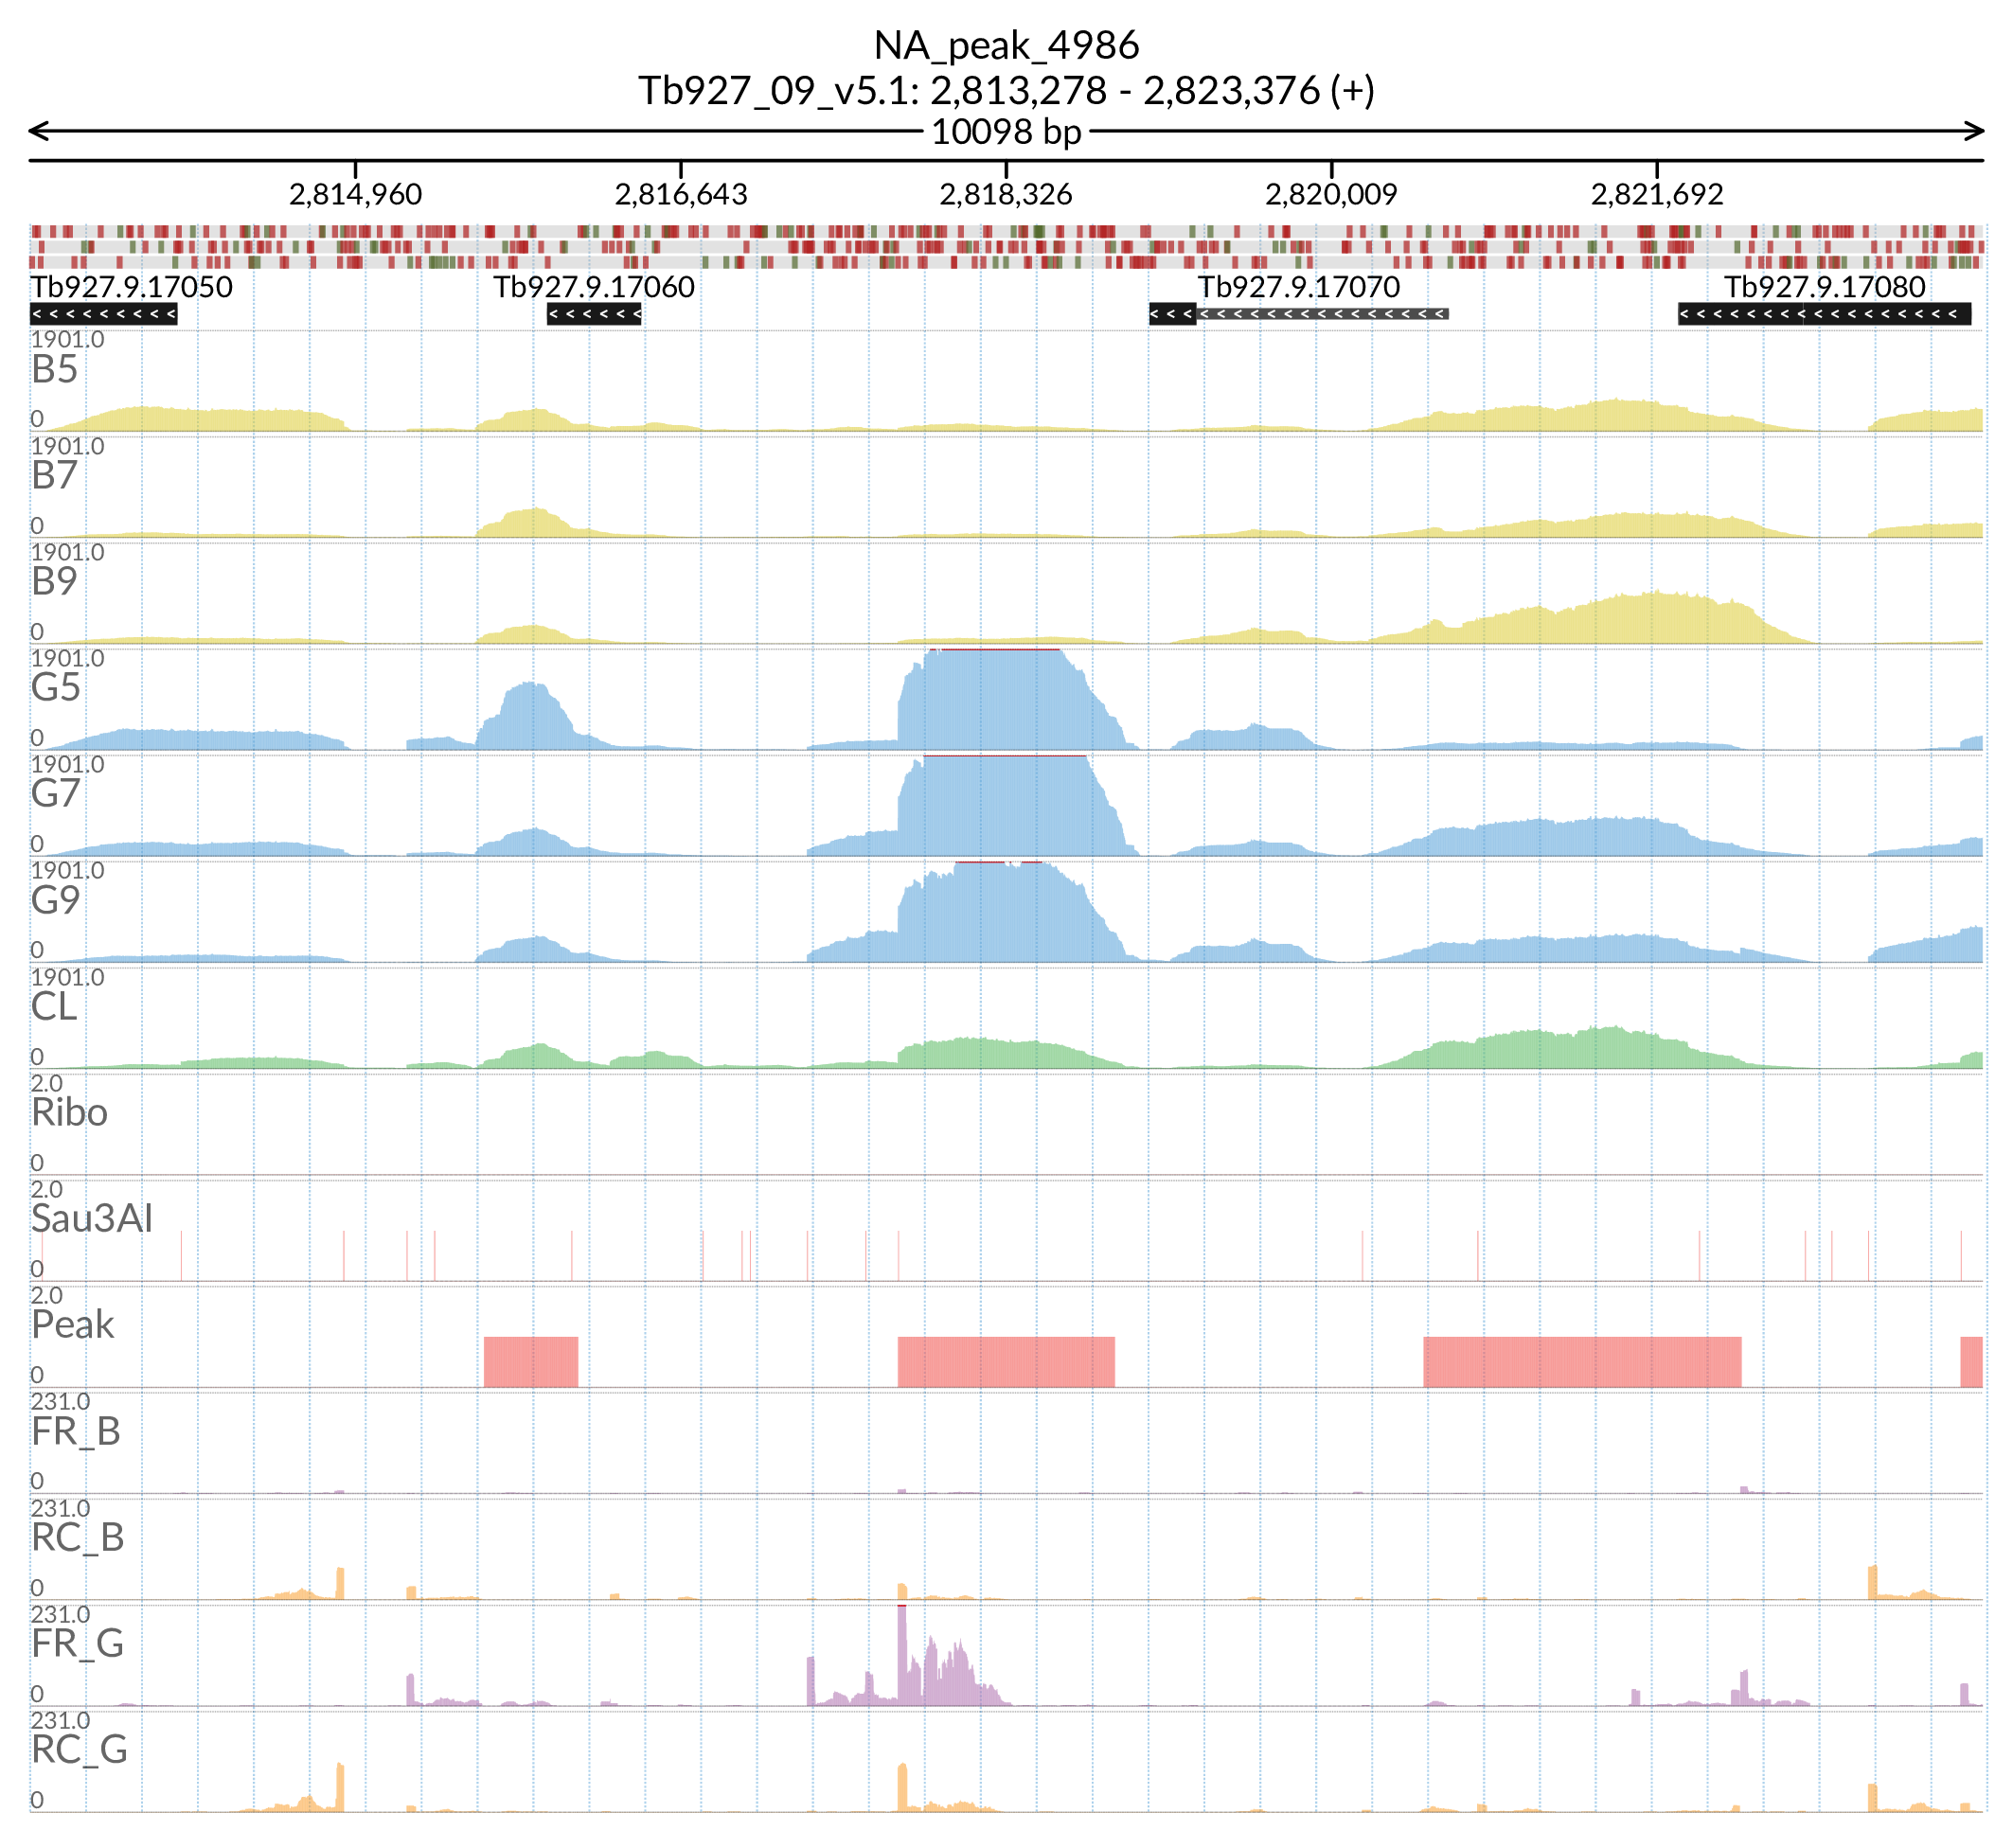 NA_peak_4986
Tb927_09_v5.1: 2,813,278 - 2,823,376 (+)
10098 bp
2,814,960 2,816,643 2,818,326 2,820,009 2,821,692
Tb927.9.17050 Tb927.9.17060 Tb927.9.17070 Tb927.9.17080
1901.0
B5
0
1901.0
B7
0
1901.0
B9
0
1901.0
G5
0
1901.0
G7
0
1901.0
G9
0
1901.0
CL
0
2.0
Ribo
0
2.0
Sau3AI
0
2.0
Peak
0
231.0
FR_B
0
231.0
RC_B
0
231.0
FR_G
0
231.0
RC_G
0